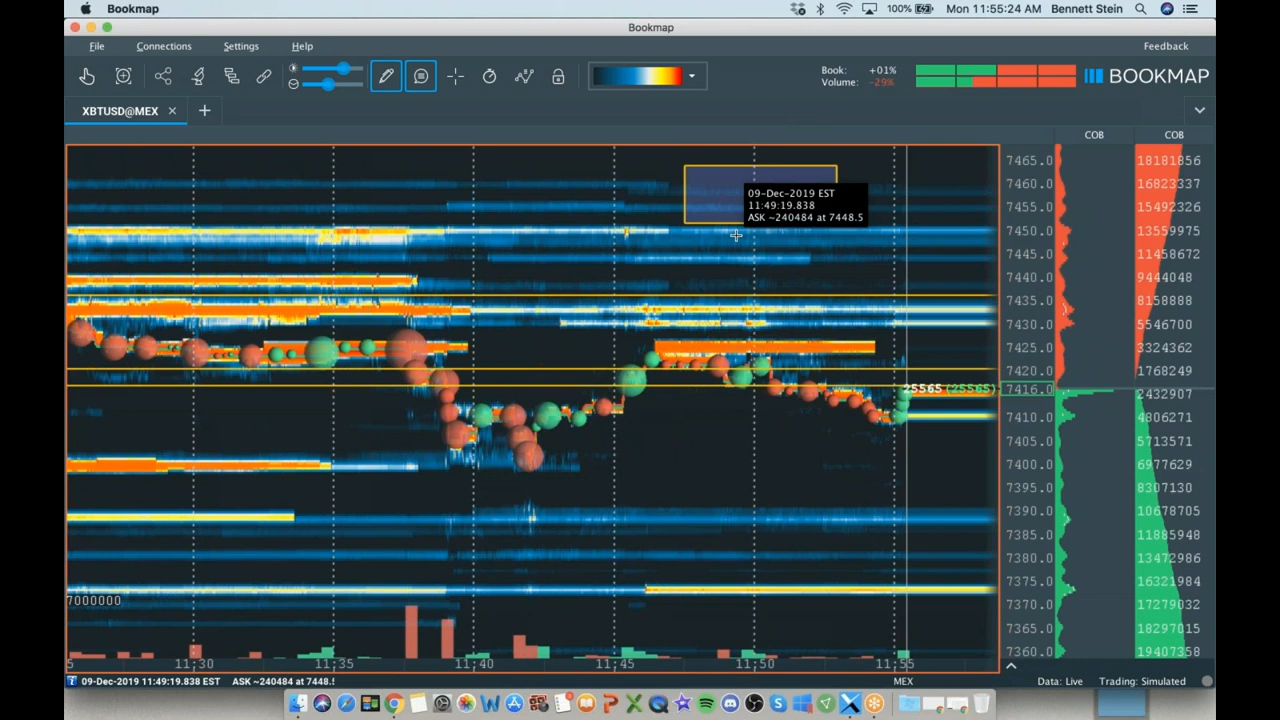 Bookmap
100%
Mon 11:55:24 AM Bennett Stein
Bookmap
File Connections Settings Help
Feedback
Book: +01%
Volume: -29%
BOOKMAP
XBTUSD@MEX
COB COB
09-Dec-2019 EST
11:49:19.838
ASK ~240484 at 7448.5
7465.0 18181856
7460.0 16823337
7455.0 15492326
7450.0 13559975
7445.0 11458672
7440.0 9444048
7435.0 8158888
7430.0 5546700
7425.0 3324362
7420.0 1768249
25565 (25565) 7416.0 2432907
7410.0 4806271
7405.0 5713571
7400.0 6977629
7395.0 8307130
7390.0 10678705
7385.0 11885948
7380.0 13472986
7375.0 16321984
7370.0 17279032
7365.0 18297015
7360.0 19407358
7000000
5 11:30 11:35 11:40 11:45 11:50 11:55
09-Dec-2019 11:49:19.838 EST ASK ~240484 at 7448.!
MEX
Data: Live
Trading: Simulated